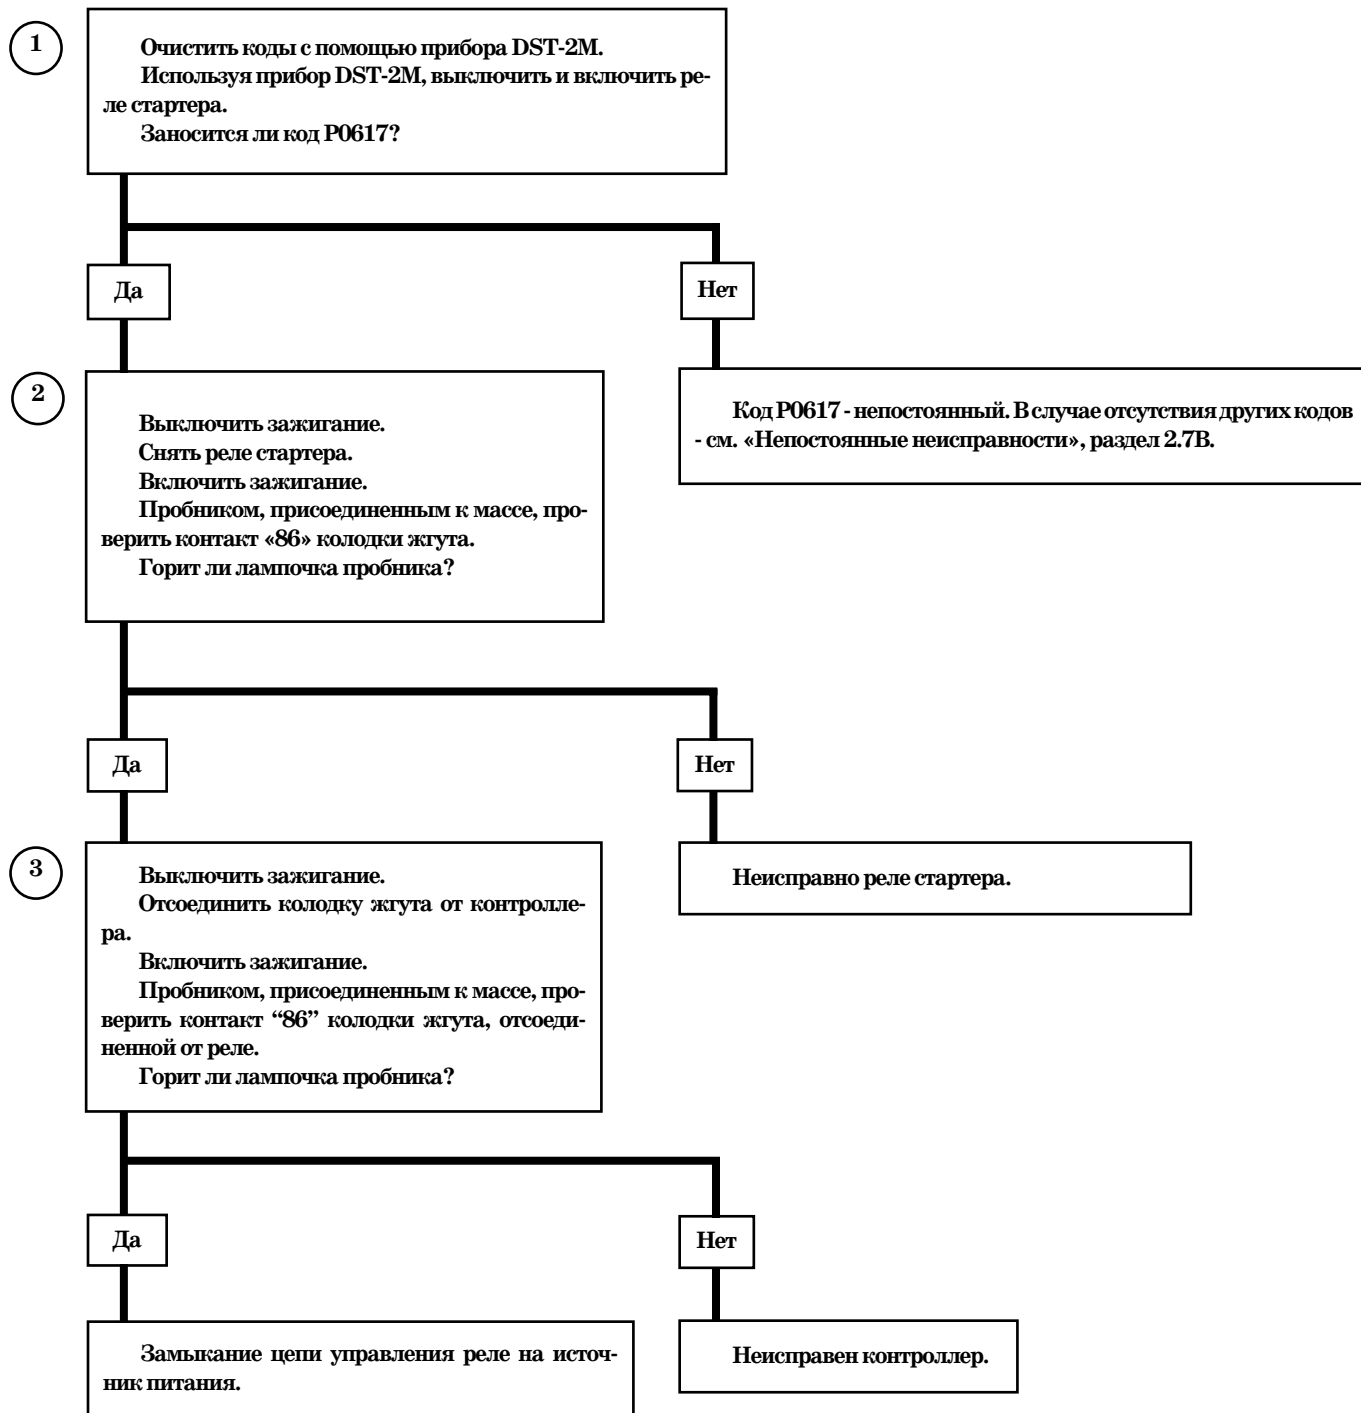 1
Очистить коды с помощью прибора DST-2M.
Используя прибор DST-2M, выключить и включить ре-
ле стартера.
Заносится ли код P0617?
Да
Нет
2
Выключить зажигание.
Снять реле стартера.
Включить зажигание.
Пробником, присоединенным к массе, про-
верить контакт «86» колодки жгута.
Горит ли лампочка пробника?
Код P0617 - непостоянный. В случае отсутствия других кодов
- см. «Непостоянные неисправности», раздел 2.7В.
Да
Нет
3
Выключить зажигание.
Отсоединить колодку жгута от контролле-
ра.
Включить зажигание.
Пробником, присоединенным к массе, про-
верить контакт “86” колодки жгута, отсоеди-
ненной от реле.
Горит ли лампочка пробника?
Неисправно реле стартера.
Да
Нет
Замыкание цепи управления реле на источ-
ник питания.
Неисправен контроллер.